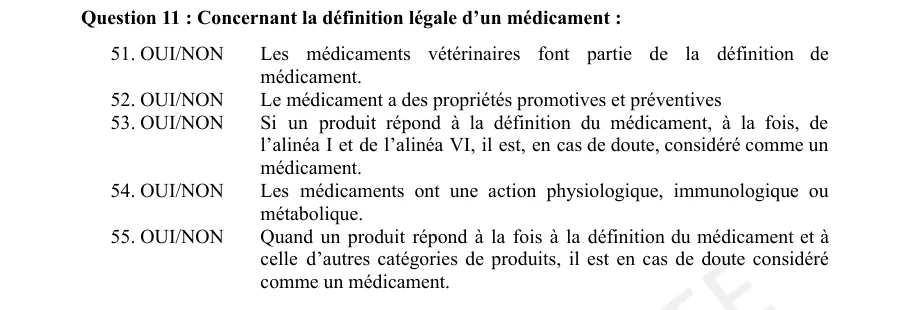 Question 11 : Concernant la définition légale d’un médicament :
51. OUI/NON Les médicaments vétérinaires font partie de la définition de
médicament.
52. OUI/NON Le médicament a des propriétés promotives et préventives
53. OUI/NON Si un produit répond à la définition du médicament, à la fois, de
l’alinéa I et de l’alinéa VI, il est, en cas de doute, considéré comme un
médicament.
54. OUI/NON Les médicaments ont une action physiologique, immunologique ou
métabolique.
55. OUI/NON Quand un produit répond à la fois à la définition du médicament et à
celle d’autres catégories de produits, il est en cas de doute considéré
comme un médicament.